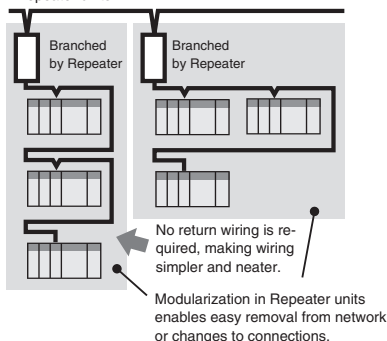 Branched
by Repeater
Branched
by Repeater
No return wiring is re-
quired, making wiring
simpler and neater.
Modularization in Repeater units
enables easy removal from network
or changes to connections.